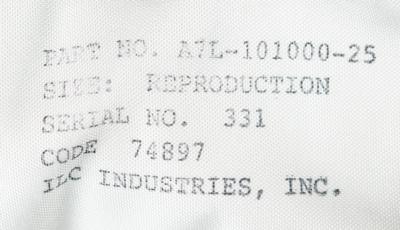 PART NO. A7L-101000-25
SIZE: REPRODUCTION
SERIAL NO. 331
CODE 74897
ILC INDUSTRIES, INC.